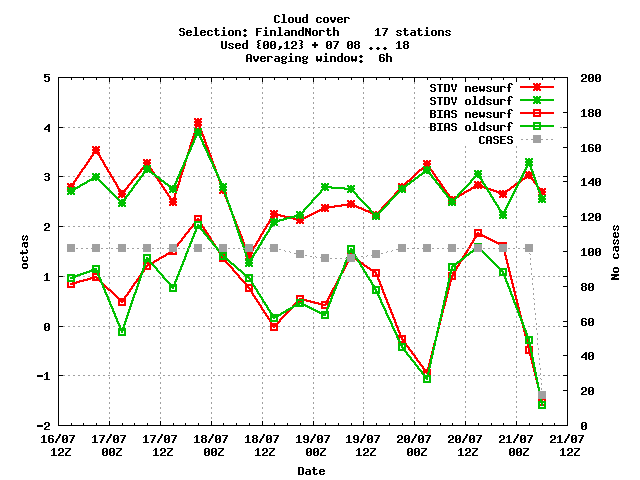 Cloud cover
Selection: FinlandNorth 17 stations
Used {00,12} + 07 08 ... 18
Averaging window: 6h
STDV newsurf
STDV oldsurf
BIAS newsurf
BIAS oldsurf
CASES
5
4
3
2
1
0
-1
-2
octas
200
180
160
140
120
100
80
60
40
20
0
No cases
16/07 17/07 17/07 18/07 18/07 19/07 19/07 20/07 20/07 21/07 21/07
12Z 00Z 12Z 00Z 12Z 00Z 12Z 00Z 12Z 00Z 12Z
Date